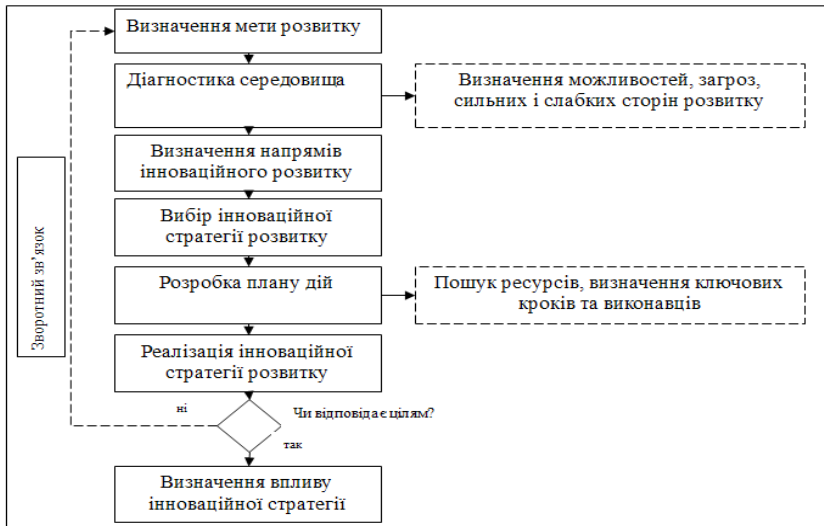 Визначення мети розвитку
Діагностика середовища
Визначення можливостей, загроз,
сильних і слабких сторін розвитку
Визначення напрямів
інноваційного розвитку
Вибір інноваційної
стратегії розвитку
Розробка плану дій
Пошук ресурсів, визначення ключових
кроків та виконавців
Зворотний зв’язок
Реалізація інноваційної
стратегії розвитку
ні
Чи відповідає цілям?
так
Визначення впливу
інноваційної стратегії